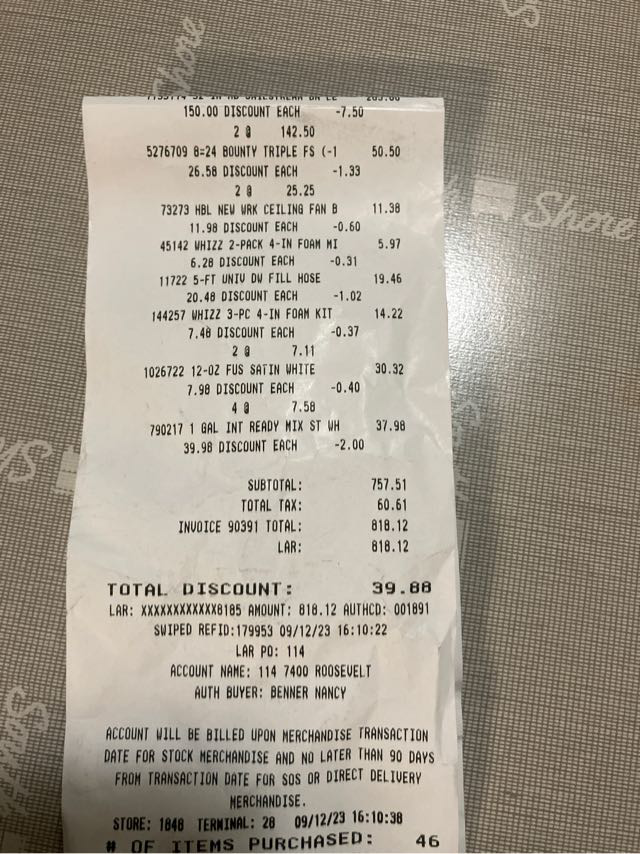 150.00 DISCOUNT EACH -7.50
2 @ 142.50
5276709 8=24 BOUNTY TRIPLE FS (-1 50.50
26.58 DISCOUNT EACH -1.33
2 @ 25.25
73273 HBL NEW WRK CEILING FAN B 11.38
11.98 DISCOUNT EACH -0.60
45142 WHIZZ 2-PACK 4-IN FOAM MI 5.97
6.28 DISCOUNT EACH -0.31
11722 5-FT UNIV DW FILL HOSE 19.46
20.48 DISCOUNT EACH -1.02
144257 WHIZZ 3-PC 4-IN FOAM KIT 14.22
7.48 DISCOUNT EACH -0.37
2 @ 7.11
1026722 12-OZ FUS SATIN WHITE 30.32
7.98 DISCOUNT EACH -0.40
4 @ 7.58
790217 1 GAL INT READY MIX ST WH 37.98
39.98 DISCOUNT EACH -2.00
SUBTOTAL: 757.51
TOTAL TAX: 60.61
INVOICE 90391 TOTAL: 818.12
LAR: 818.12
TOTAL DISCOUNT: 39.88
LAR: XXXXXXXXXXXX8185 AMOUNT: 818.12 AUTHCD: 001891
SWIPED REFID:179953 09/12/23 16:10:22
LAR PO: 114
ACCOUNT NAME: 114 7400 ROOSEVELT
AUTH BUYER: BENNER NANCY
ACCOUNT WILL BE BILLED UPON MERCHANDISE TRANSACTION
DATE FOR STOCK MERCHANDISE AND NO LATER THAN 90 DAYS
FROM TRANSACTION DATE FOR SOS OR DIRECT DELIVERY
MERCHANDISE.
STORE: 1848 TERMINAL: 28 09/12/23 16:10:38
# OF ITEMS PURCHASED: 46
Shore
Shore